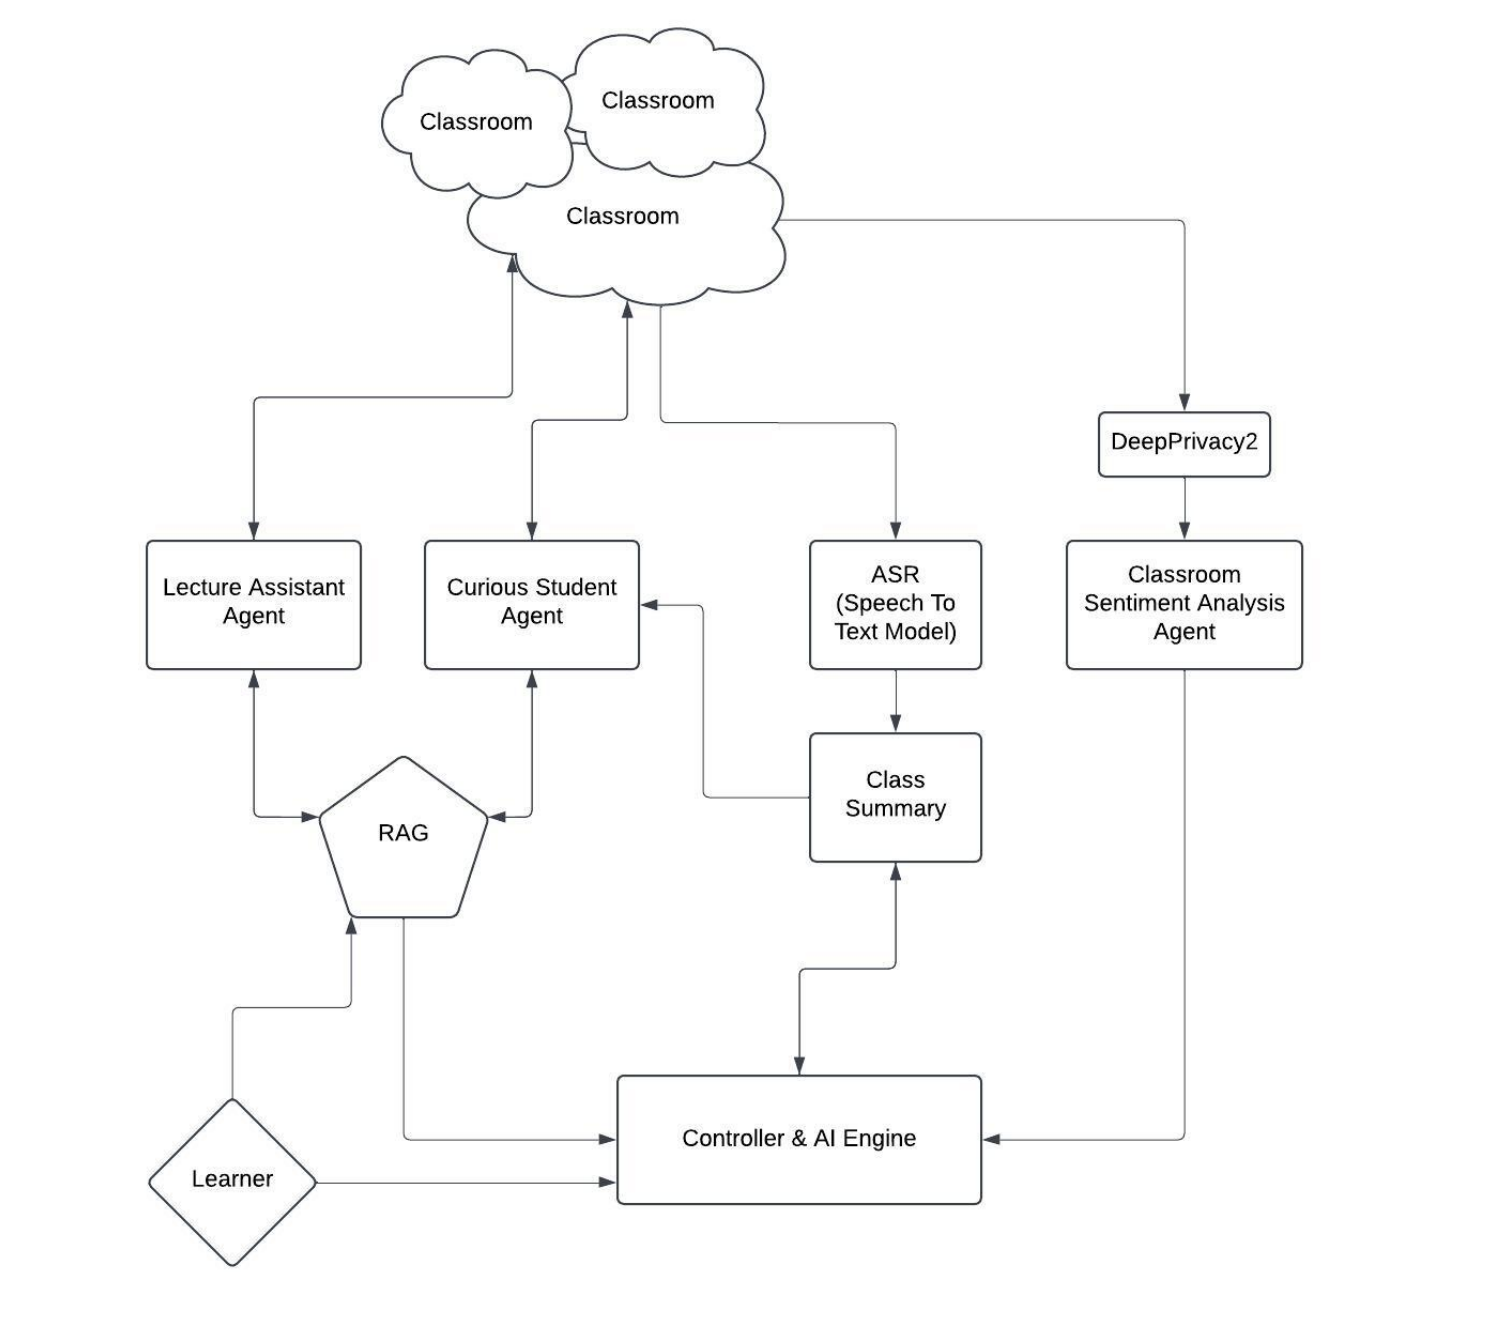 Classroom
Classroom
Classroom
DeepPrivacy2
Lecture Assistant
Agent
Curious Student
Agent
ASR
(Speech To
Text Model)
Classroom
Sentiment Analysis
Agent
Class
Summary
RAG
Controller & AI Engine
Learner